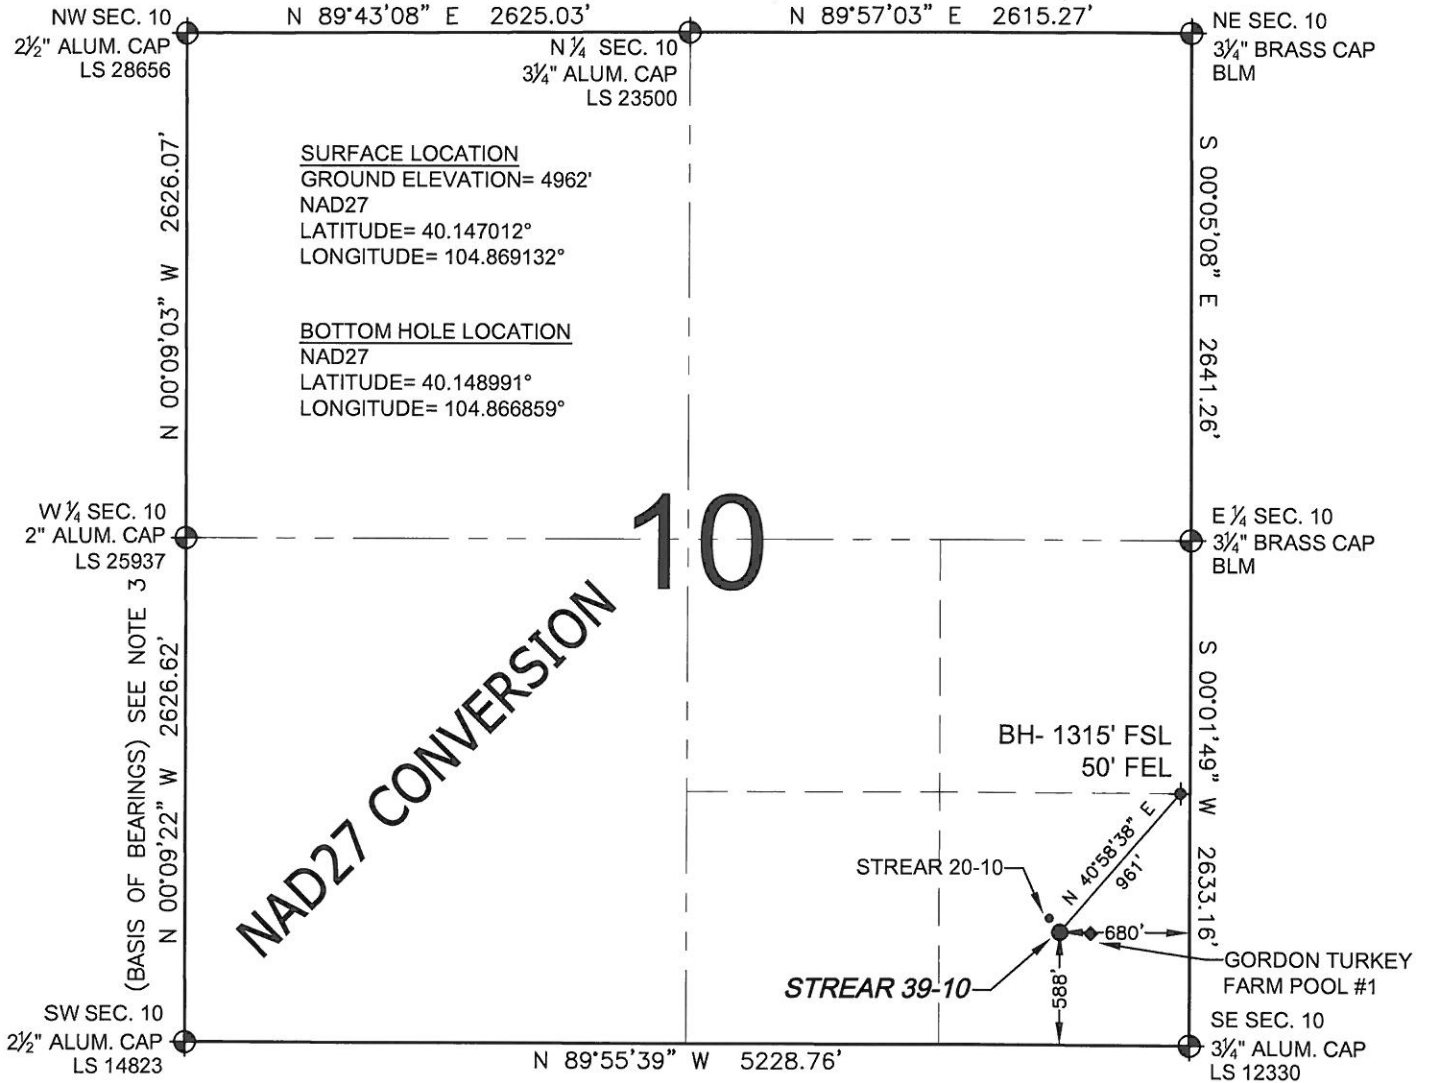 N 89°43'08" E 2625.03'
N 89°57'03" E 2615.27'
NW SEC. 10
2½" ALUM. CAP
LS 28656
N ¼ SEC. 10
3¼" ALUM. CAP
LS 23500
NE SEC. 10
3¼" BRASS CAP
BLM
SURFACE LOCATION
GROUND ELEVATION= 4962'
NAD27
LATITUDE= 40.147012°
LONGITUDE= 104.869132°
BOTTOM HOLE LOCATION
NAD27
LATITUDE= 40.148991°
LONGITUDE= 104.866859°
N 00°09'03" W 2626.07'
S 00°05'08" E 2641.26'
10
W ¼ SEC. 10
2" ALUM. CAP
LS 25937
E ¼ SEC. 10
3¼" BRASS CAP
BLM
(BASIS OF BEARINGS) SEE NOTE 3
N 00°09'22" W 2626.62'
NAD27 CONVERSION
S 00°01'49" W 2633.16'
BH- 1315' FSL
50' FEL
N 40°58'38" E
961'
STREAR 20-10
680'
GORDON TURKEY
FARM POOL #1
STREAR 39-10
588'
SW SEC. 10
2½" ALUM. CAP
LS 14823
N 89°55'39" W 5228.76'
SE SEC. 10
3¼" ALUM. CAP
LS 12330